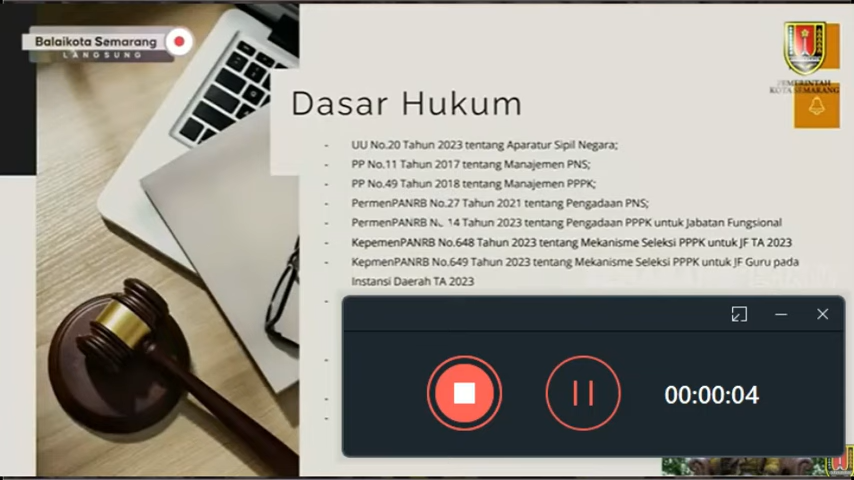 Balaikota Semarang
LANGSUNG
PEMERINTAH
KOTA SEMARANG
Dasar Hukum
- UU No.20 Tahun 2023 tentang Aparatur Sipil Negara;
- PP No.11 Tahun 2017 tentang Manajemen PNS;
- PP No.49 Tahun 2018 tentang Manajemen PPPK;
- PermenPANRB No.27 Tahun 2021 tentang Pengadaan PNS;
- PermenPANRB 14 Tahun 2023 tentang Pengadaan PPPK untuk Jabatan Fungsional
- KepemenPANRB No.648 Tahun 2023 tentang Mekanisme Seleksi PPPK untuk JF TA 2023
- KepmenPANRB No.649 Tahun 2023 tentang Mekanisme Seleksi PPPK untuk JF Guru pada
Instansi Daerah TA 2023
00:00:04